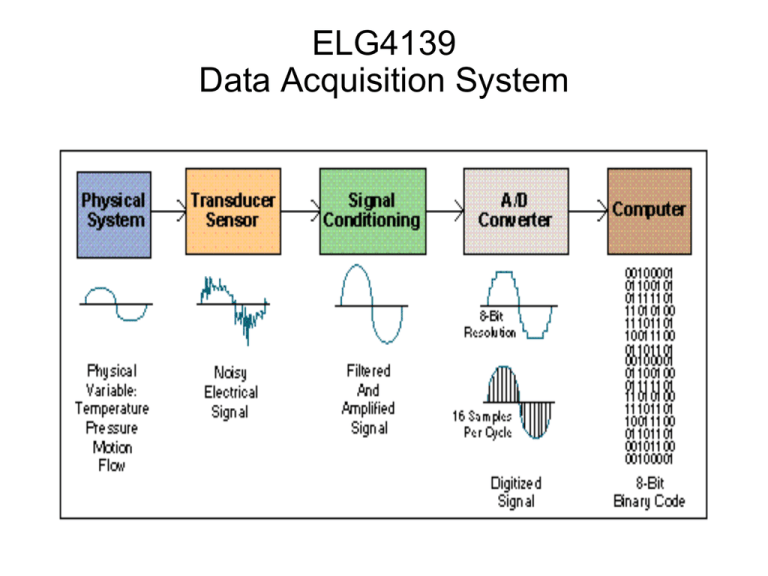 ELG4139
Data Acquisition System
Physical
System
Transducer
Sensor
Signal
Conditioning
A/D
Converter
Computer
Physical
Variable:
Temperature
Pressure
Motion
Flow
Noisy
Electrical
Signal
Filtered
And
Amplified
Signal
8-Bit
Resolution
16 Samples
Per Cycle
Digitized
Signal
00100001
01100101
01111101
11010100
11101101
10011100
01101101
00100001
01100100
01111101
11010100
11101101
10011100
01101101
00101100
00100001
8-Bit
Binary Code